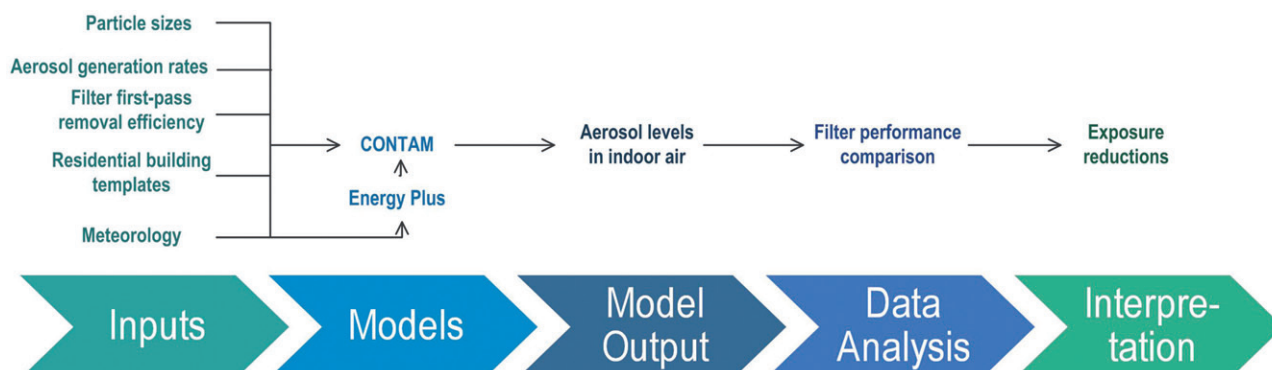 Particle sizes
Aerosol generation rates
Filter first-pass
removal efficiency
Residential building
templates
Meteorology
CONTAM
Energy Plus
Aerosol levels
in indoor air
Filter performance
comparison
Exposure
reductions
Inputs
Models
Model
Output
Data
Analysis
Interpre-
tation